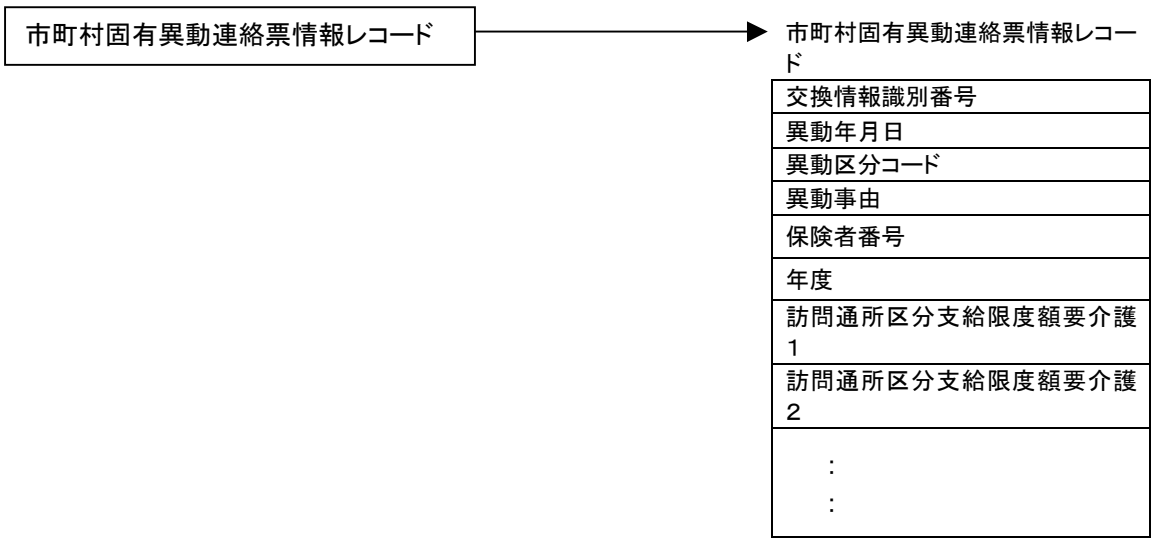 市町村固有異動連絡票情報レコード
市町村固有異動連絡票情報レコー
ド
交換情報識別番号
異動年月日
異動区分コード
異動事由
保険者番号
年度
訪問通所区分支給限度額要介護
1
訪問通所区分支給限度額要介護
2
:
: